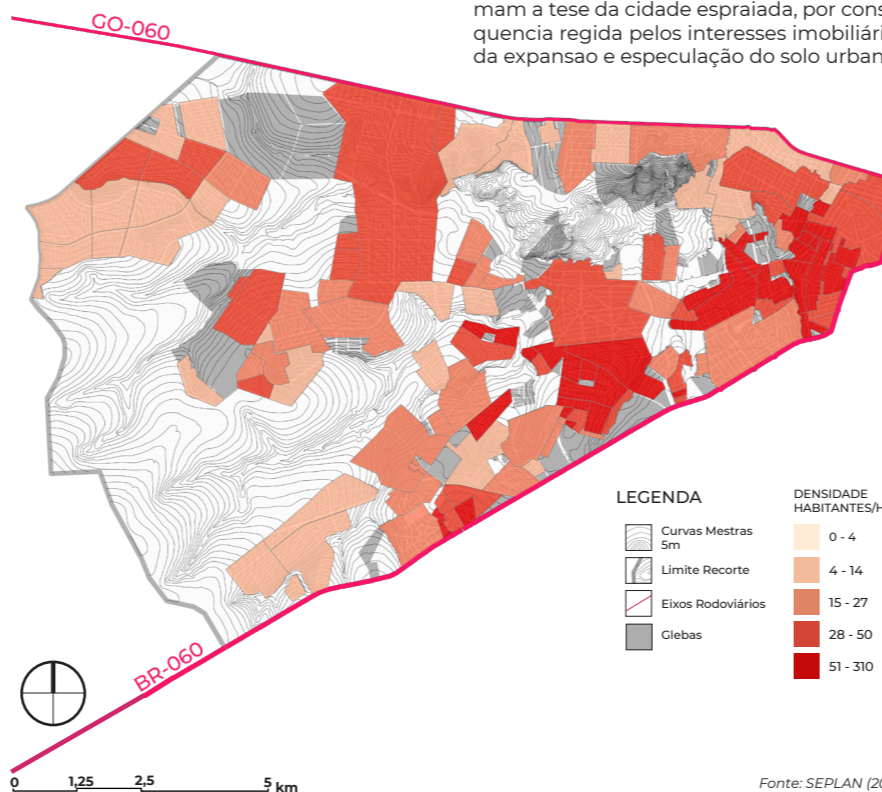 mam a tese da cidade espraiada, por cons
quencia regida pelos interesses imobiliári
da expansao e especulação do solo urban
GO-060
BR-060
LEGENDA
Curvas Mestras
5m
Limite Recorte
Eixos Rodoviários
Glebas
DENSIDADE
HABITANTES/H
0 - 4
4 - 14
15 - 27
28 - 50
51 - 310
0 1,25 2,5 5 km
Fonte: SEPLAN (20